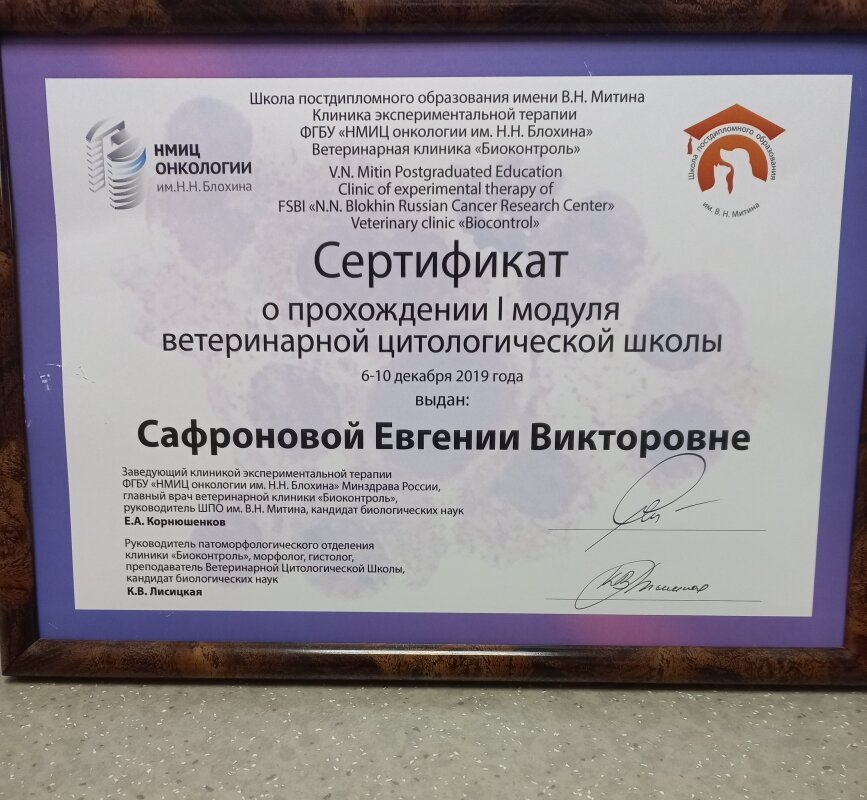 Школа постдипломного образования имени В.Н. Митина
Клиника экспериментальной терапии
ФГБУ «НМИЦ онкологии им. Н.Н. Блохина»
Ветеринарная клиника «Биоконтроль»
V.N. Mitin Postgraduated Education
Clinic of experimental therapy of
FSBI «N.N. Blokhin Russian Cancer Research Center»
Veterinary clinic «Biocontrol»
НМИЦ
ОНКОЛОГИИ
им.Н.Н. БЛОХИНА
Школа постдипломного образования
им. В. Н. Митина
Сертификат
о прохождении I модуля
ветеринарной цитологической школы
6-10 декабря 2019 года
выдан:
Сафроновой Евгении Викторовне
Заведующий клиникой экспериментальной терапии
ФГБУ «НМИЦ онкологии им. Н.Н. Блохина» Минздрава России,
главный врач ветеринарной клиники «Биоконтроль»,
руководитель ШПО им. В.Н. Митина, кандидат биологических наук
Е.А. Корнюшенков
Руководитель патоморфологического отделения
клиники «Биоконтроль», морфолог, гистолог,
преподаватель Ветеринарной Цитологической Школы,
кандидат биологических наук
К.В. Лисицкая